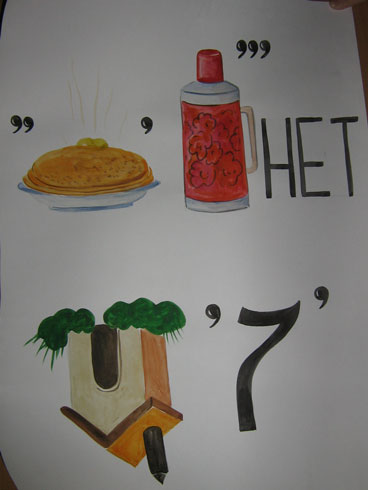 ,,,
,, , НЕТ
, 7 ,